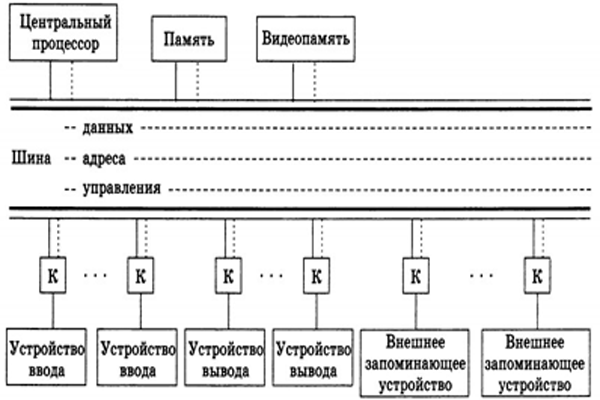 Центральный
процессор
Память
Видеопамять
данных
Шина
адреса
управления
К
· · ·
К
К
· · ·
К
К
· · ·
К
Устройство
ввода
Устройство
ввода
Устройство
вывода
Устройство
вывода
Внешнее
запоминающее
устройство
Внешнее
запоминающее
устройство